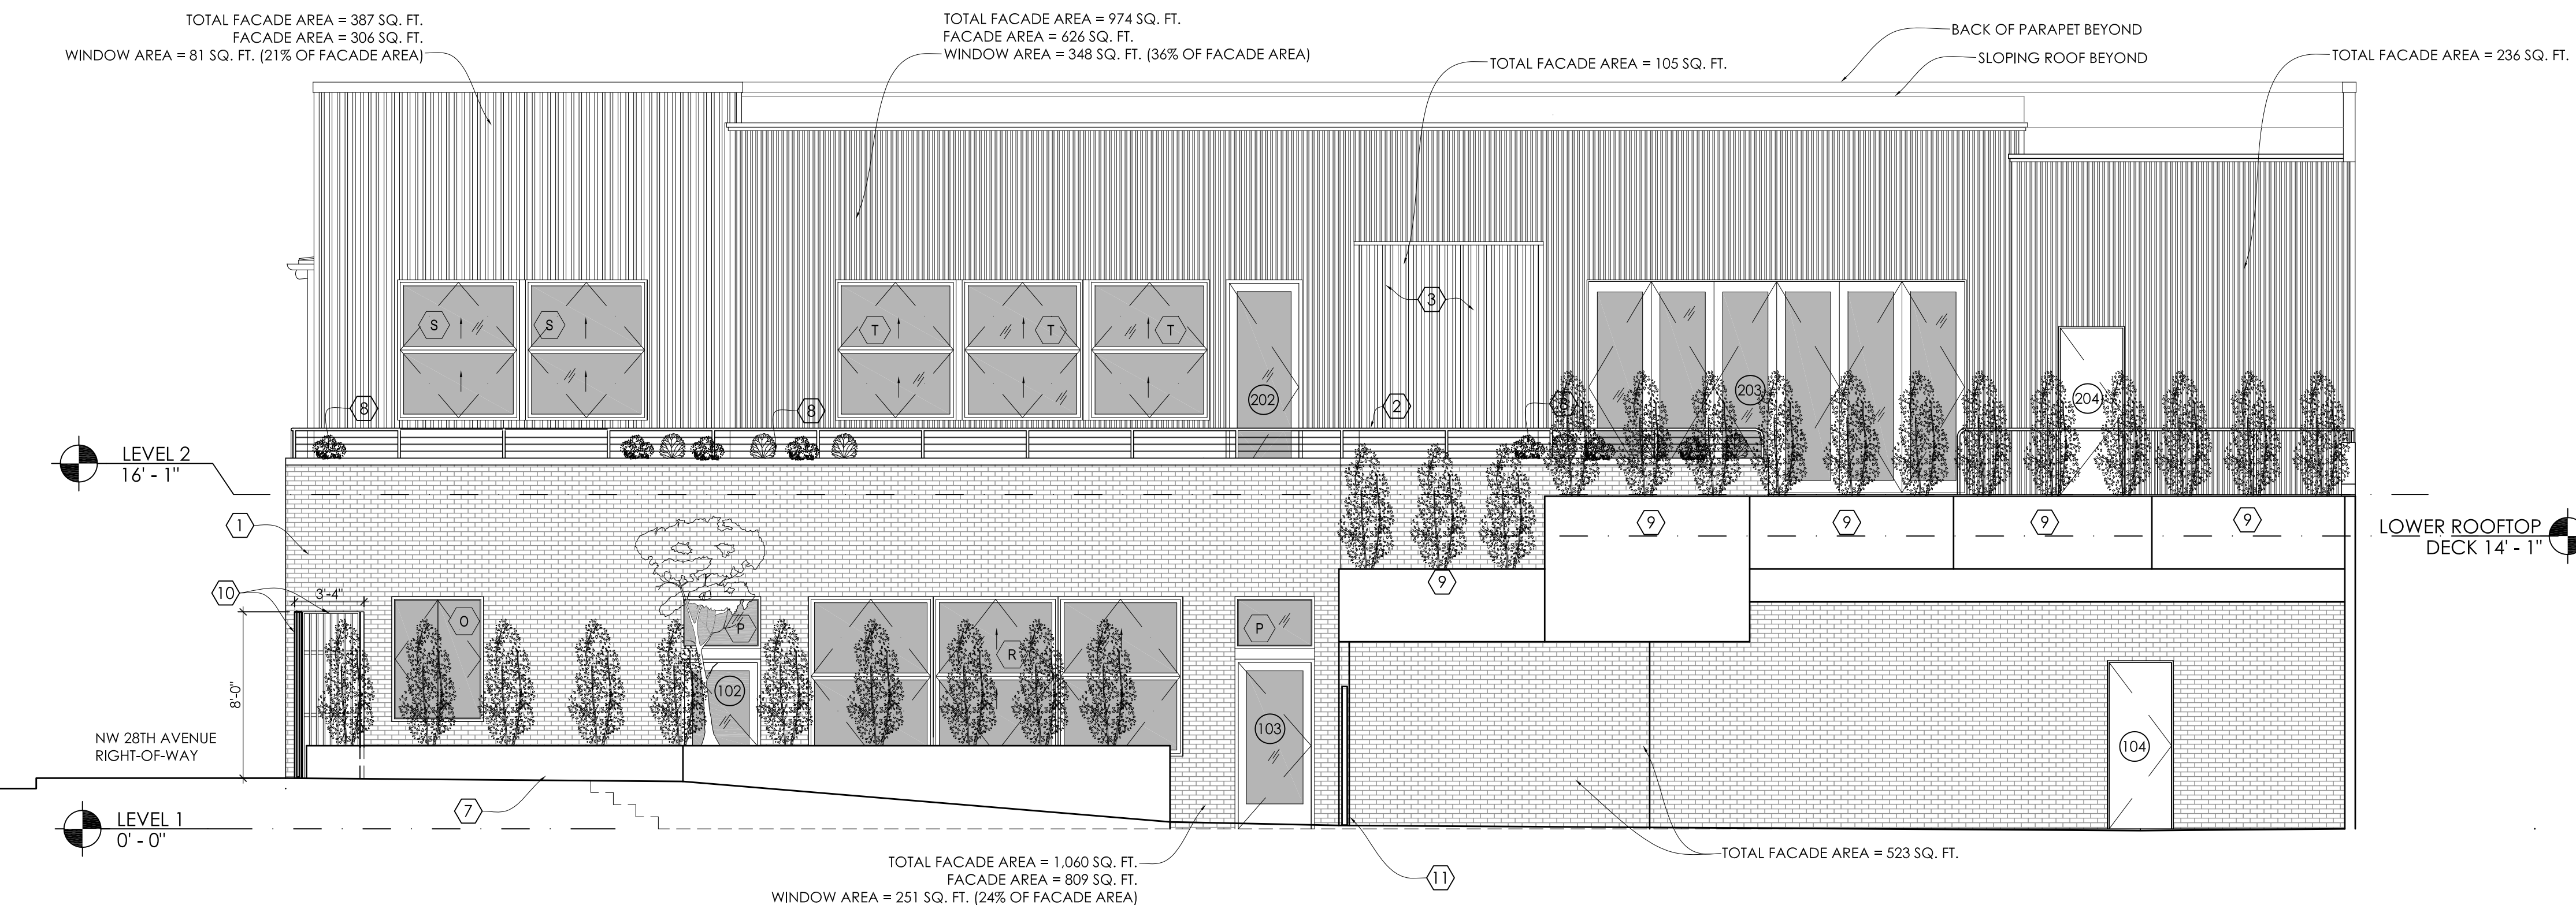 TOTAL FACADE AREA = 387 SQ. FT.
FACADE AREA = 306 SQ. FT.
WINDOW AREA = 81 SQ. FT. (21% OF FACADE AREA)
TOTAL FACADE AREA = 974 SQ. FT.
FACADE AREA = 626 SQ. FT.
WINDOW AREA = 348 SQ. FT. (36% OF FACADE AREA)
TOTAL FACADE AREA = 105 SQ. FT.
BACK OF PARAPET BEYOND
SLOPING ROOF BEYOND
TOTAL FACADE AREA = 236 SQ. FT.
3
S
S
T
T
T
202
203
204
8
8
8
2
LEVEL 2
16' - 1"
1
9
9
9
9
9
LOWER ROOFTOP
DECK 14' - 1"
10
3'-4"
8'-0"
O
P
R
P
102
103
104
NW 28TH AVENUE
RIGHT-OF-WAY
7
LEVEL 1
0' - 0"
TOTAL FACADE AREA = 1,060 SQ. FT.
FACADE AREA = 809 SQ. FT.
WINDOW AREA = 251 SQ. FT. (24% OF FACADE AREA)
11
TOTAL FACADE AREA = 523 SQ. FT.